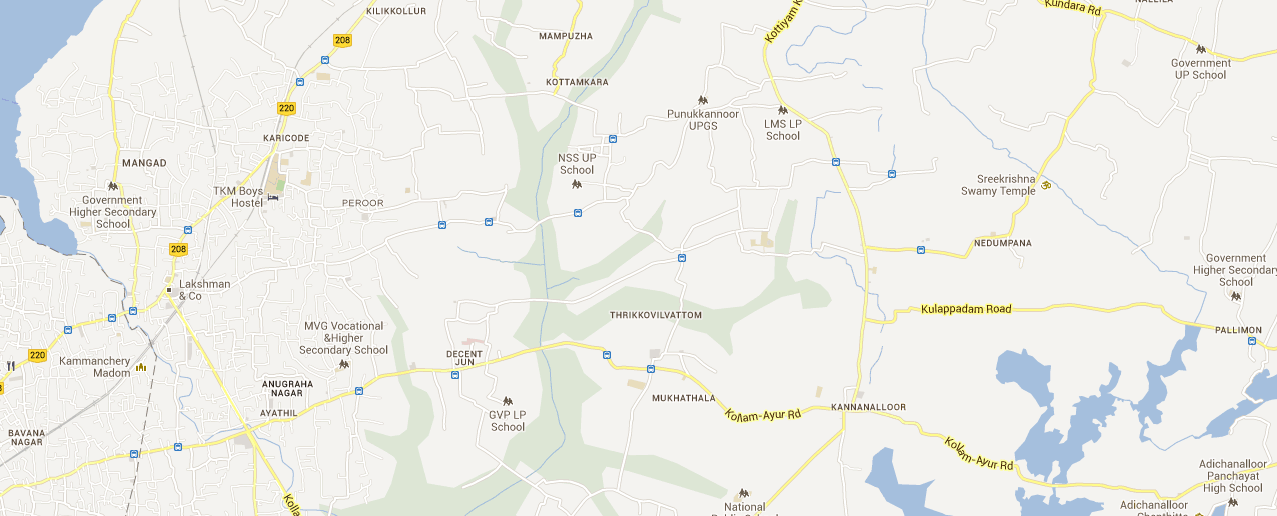 KILIKKOLLUR
208
MAMPUZHA
Kottiyam K
Kundara Rd
Government
UP School
KOTTAMKARA
220
KARICODE
Punukkannoor
UPGS
LMS LP
School
MANGAD
NSS UP
School
TKM Boys
Hostel
PEROOR
Sreekrishna
Swamy Temple
Government
Higher Secondary
School
208
NEDUMPANA
Lakshman
& Co
Government
Higher Secondary
School
THRIKKOVILVATTOM
Kulappadam Road
PALLIMON
MVG Vocational
&Higher
Secondary School
DECENT
JUN
220
Kammanchery
Madom
ANUGRAHA
NAGAR
AYATHIL
GVP LP
School
MUKHATHALA
Kollam-Ayur Rd
KANNANALLOOR
BAVANA
NAGAR
Kollam-Ayur Rd
Adichanalloor
Panchayat
High School
National
Kolla
Adichanalloor